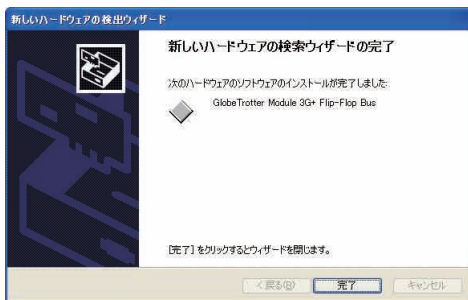 新しいハードウェアの検出ウィザード
新しいハードウェアの検索ウィザードの完了
次のハードウェアのソフトウェアのインストールが完了しました:
GlobeTrotter Module 3G+ Flip-Flop Bus
[完了] をクリックするとウィザードを閉じます。
< 戻る(B)
完了
キャンセル